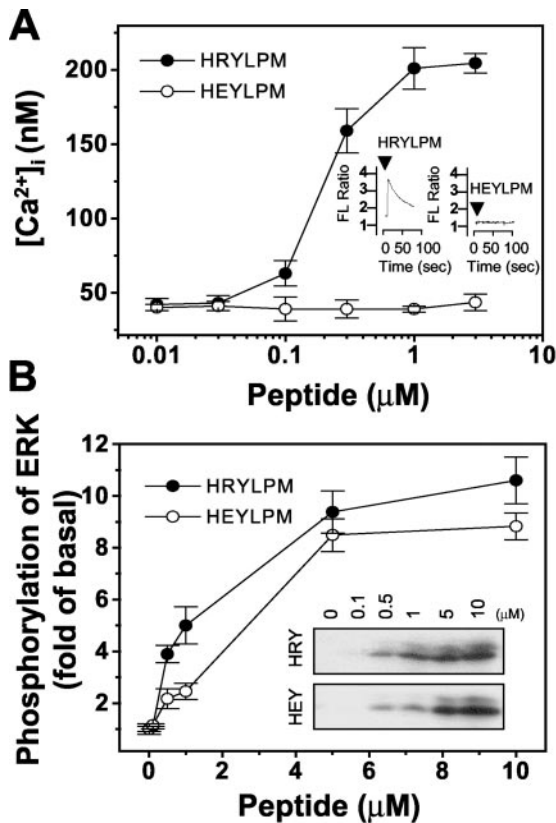 A
HRYLPM
HEYLPM
[Ca²⁺]i (nM)
200
150
100
50
0.01
0.1
1
10
Peptide (μM)
HRYLPM
FL Ratio
4
3
2
1
0 50 100
Time (sec)
HEYLPM
FL Ratio
4
3
2
1
0 50 100
Time (sec)
B
HRYLPM
HEYLPM
Phosphorylation of ERK
(fold of basal)
12
10
8
6
4
2
0 2 4 6 8 10
Peptide (μM)
0 0.1 0.5 1 5 10 (μM)
HRY
HEY